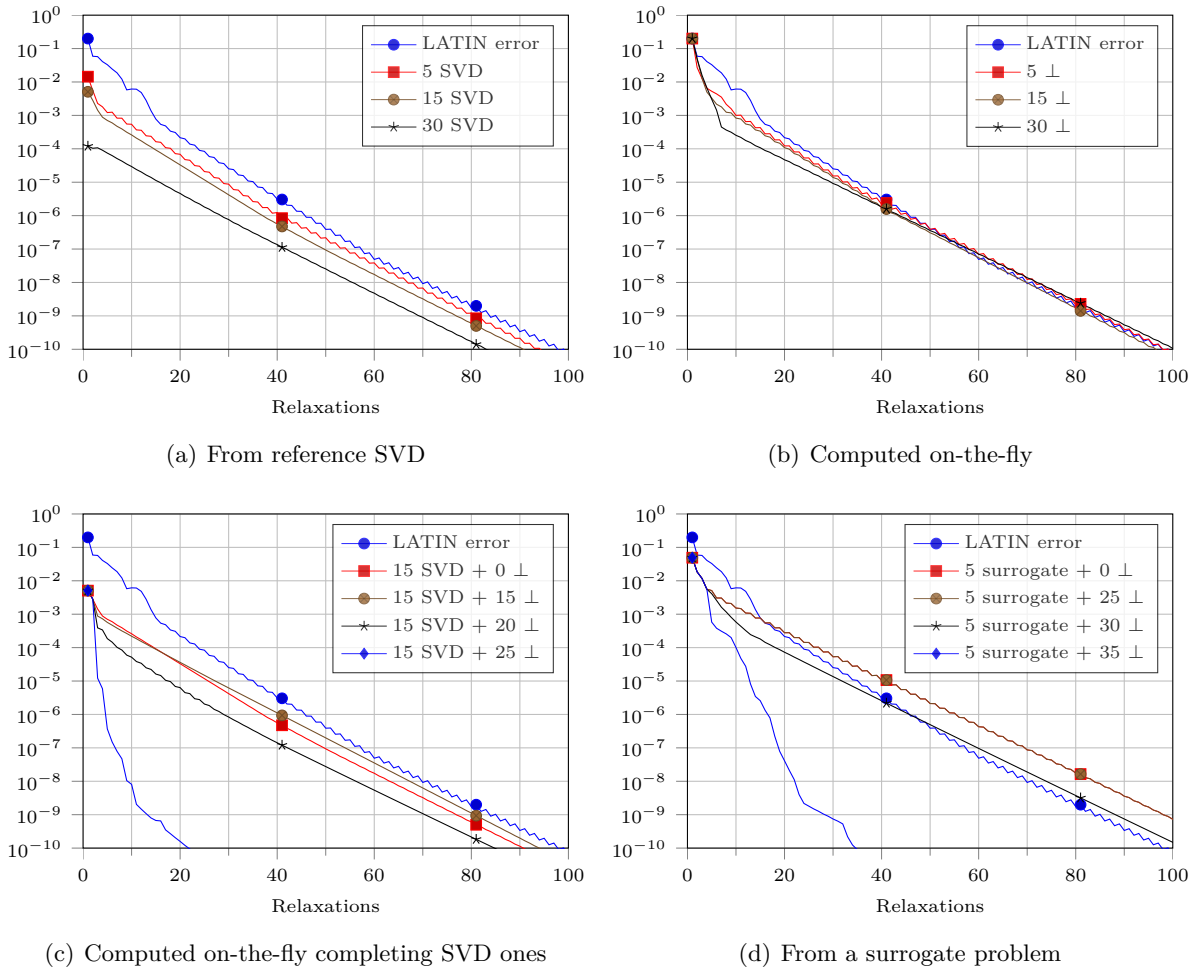 10^0
10^-1
10^-2
10^-3
10^-4
10^-5
10^-6
10^-7
10^-8
10^-9
10^-10
0 20 40 60 80 100
Relaxations
LATIN error
5 SVD
15 SVD
30 SVD
(a) From reference SVD
10^0
10^-1
10^-2
10^-3
10^-4
10^-5
10^-6
10^-7
10^-8
10^-9
10^-10
0 20 40 60 80 100
Relaxations
LATIN error
5 ⊥
15 ⊥
30 ⊥
(b) Computed on-the-fly
10^0
10^-1
10^-2
10^-3
10^-4
10^-5
10^-6
10^-7
10^-8
10^-9
10^-10
0 20 40 60 80 100
Relaxations
LATIN error
15 SVD + 0 ⊥
15 SVD + 15 ⊥
15 SVD + 20 ⊥
15 SVD + 25 ⊥
(c) Computed on-the-fly completing SVD ones
10^0
10^-1
10^-2
10^-3
10^-4
10^-5
10^-6
10^-7
10^-8
10^-9
10^-10
0 20 40 60 80 100
Relaxations
LATIN error
5 surrogate + 0 ⊥
5 surrogate + 25 ⊥
5 surrogate + 30 ⊥
5 surrogate + 35 ⊥
(d) From a surrogate problem